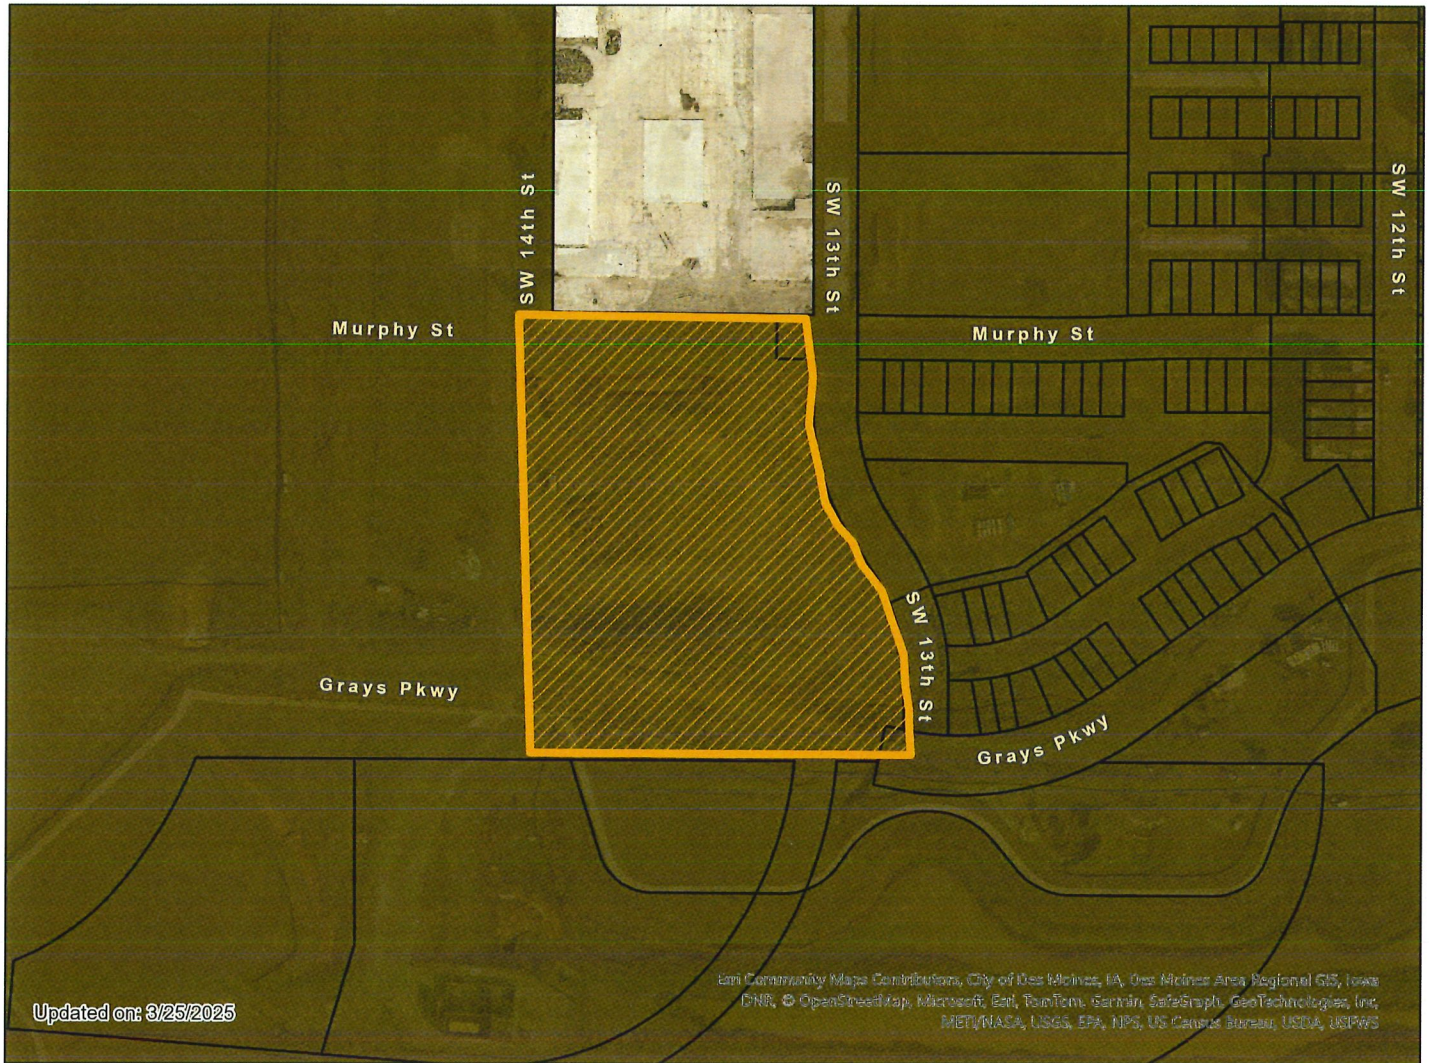 SW 14th St
SW 13th St
SW 12th St
Murphy St
Murphy St
SW 13th St
Grays Pkwy
Grays Pkwy
Esri Community Maps Contributors, City of Des Moines, IA, Des Moines Area Regional GIS, Iowa
DNR, © OpenStreetMap, Microsoft, Esri, TomTom, Garmin, SafeGraph, GeoTechnologies, Inc,
METI/NASA, USGS, EPA, NPS, US Census Bureau, USDA, USFWS
Updated on: 3/25/2025